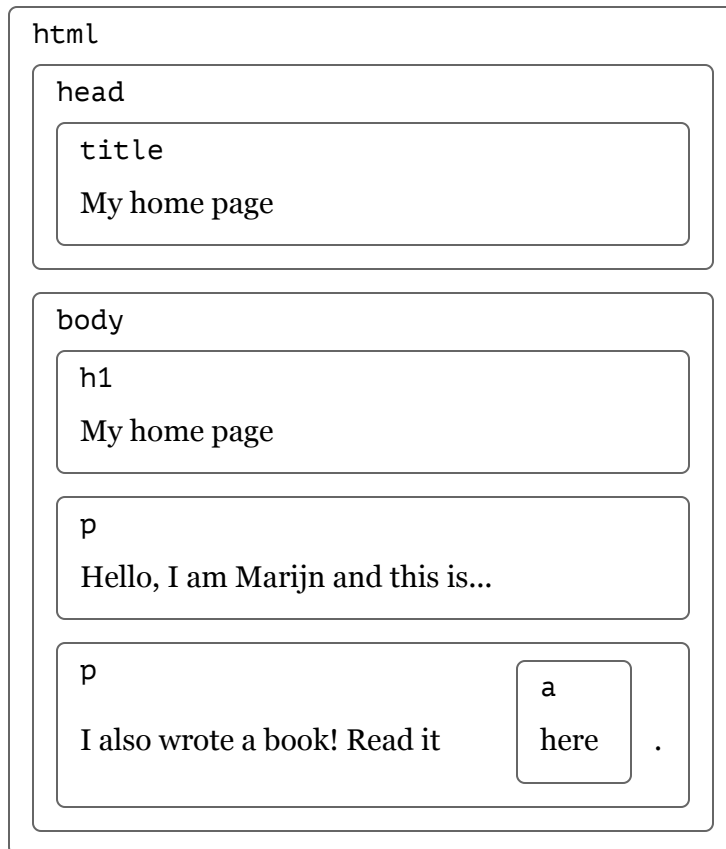 html
head
title
My home page
body
h1
My home page
p
Hello, I am Marijn and this is...
p
a
I also wrote a book! Read it here .